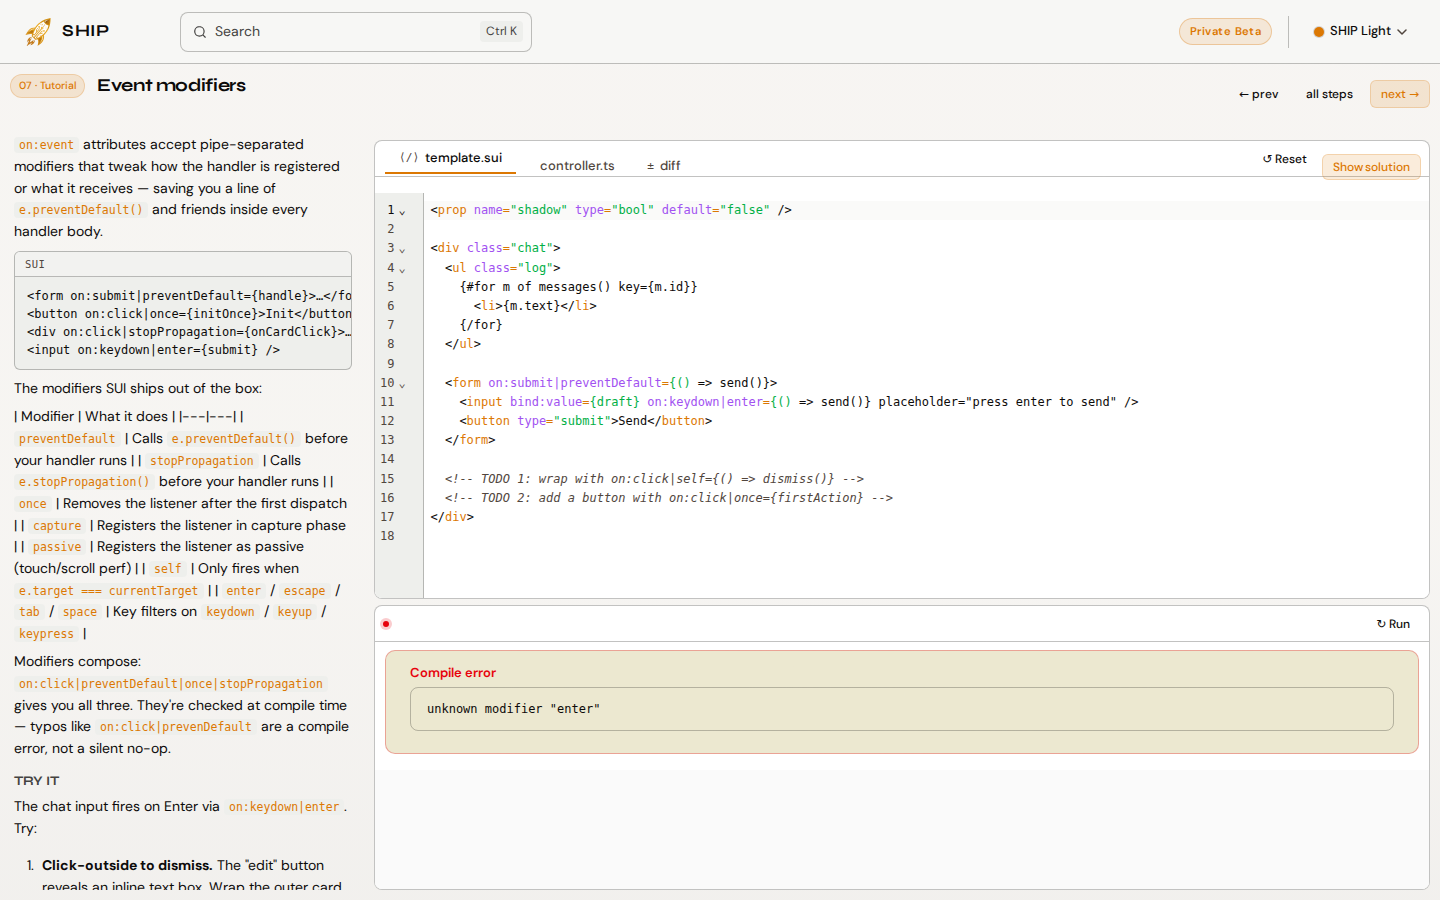 SHIP
Search
Ctrl K
Private Beta
SHIP Light
07 · Tutorial
Event modifiers
← prev
all steps
next →
on:event attributes accept pipe-separated
modifiers that tweak how the handler is registered
or what it receives — saving you a line of
e.preventDefault() and friends inside every
handler body.
SUI
<form on:submit|preventDefault={handle}>…</fo
<button on:click|once={initOnce}>Init</button
<div on:click|stopPropagation={onCardClick}>…
<input on:keydown|enter={submit} />
The modifiers SUI ships out of the box:
| Modifier | What it does | |---|---| |
preventDefault | Calls e.preventDefault() before
your handler runs | | stopPropagation | Calls
e.stopPropagation() before your handler runs | |
once | Removes the listener after the first dispatch
| | capture | Registers the listener in capture phase
| | passive | Registers the listener as passive
(touch/scroll perf) | | self | Only fires when
e.target === currentTarget | | enter / escape /
tab / space | Key filters on keydown / keyup /
keypress |
Modifiers compose:
on:click|preventDefault|once|stopPropagation
gives you all three. They're checked at compile time
— typos like on:click|prevenDefault are a compile
error, not a silent no-op.
TRY IT
The chat input fires on Enter via on:keydown|enter .
Try:
1. Click-outside to dismiss. The "edit" button
reveals an inline text box. Wrap the outer card
⟨/⟩ template.sui
controller.ts
± diff
↺ Reset
Show solution
1 <prop name="shadow" type="bool" default="false" />
2
3 <div class="chat">
4 <ul class="log">
5 {#for m of messages() key={m.id}}
6 <li>{m.text}</li>
7 {/for}
8 </ul>
9
10 <form on:submit|preventDefault={() => send()}>
11 <input bind:value={draft} on:keydown|enter={() => send()} placeholder="press enter to send" />
12 <button type="submit">Send</button>
13 </form>
14
15 <!-- TODO 1: wrap with on:click|self={() => dismiss()} -->
16 <!-- TODO 2: add a button with on:click|once={firstAction} -->
17 </div>
18
↻ Run
Compile error
unknown modifier "enter"